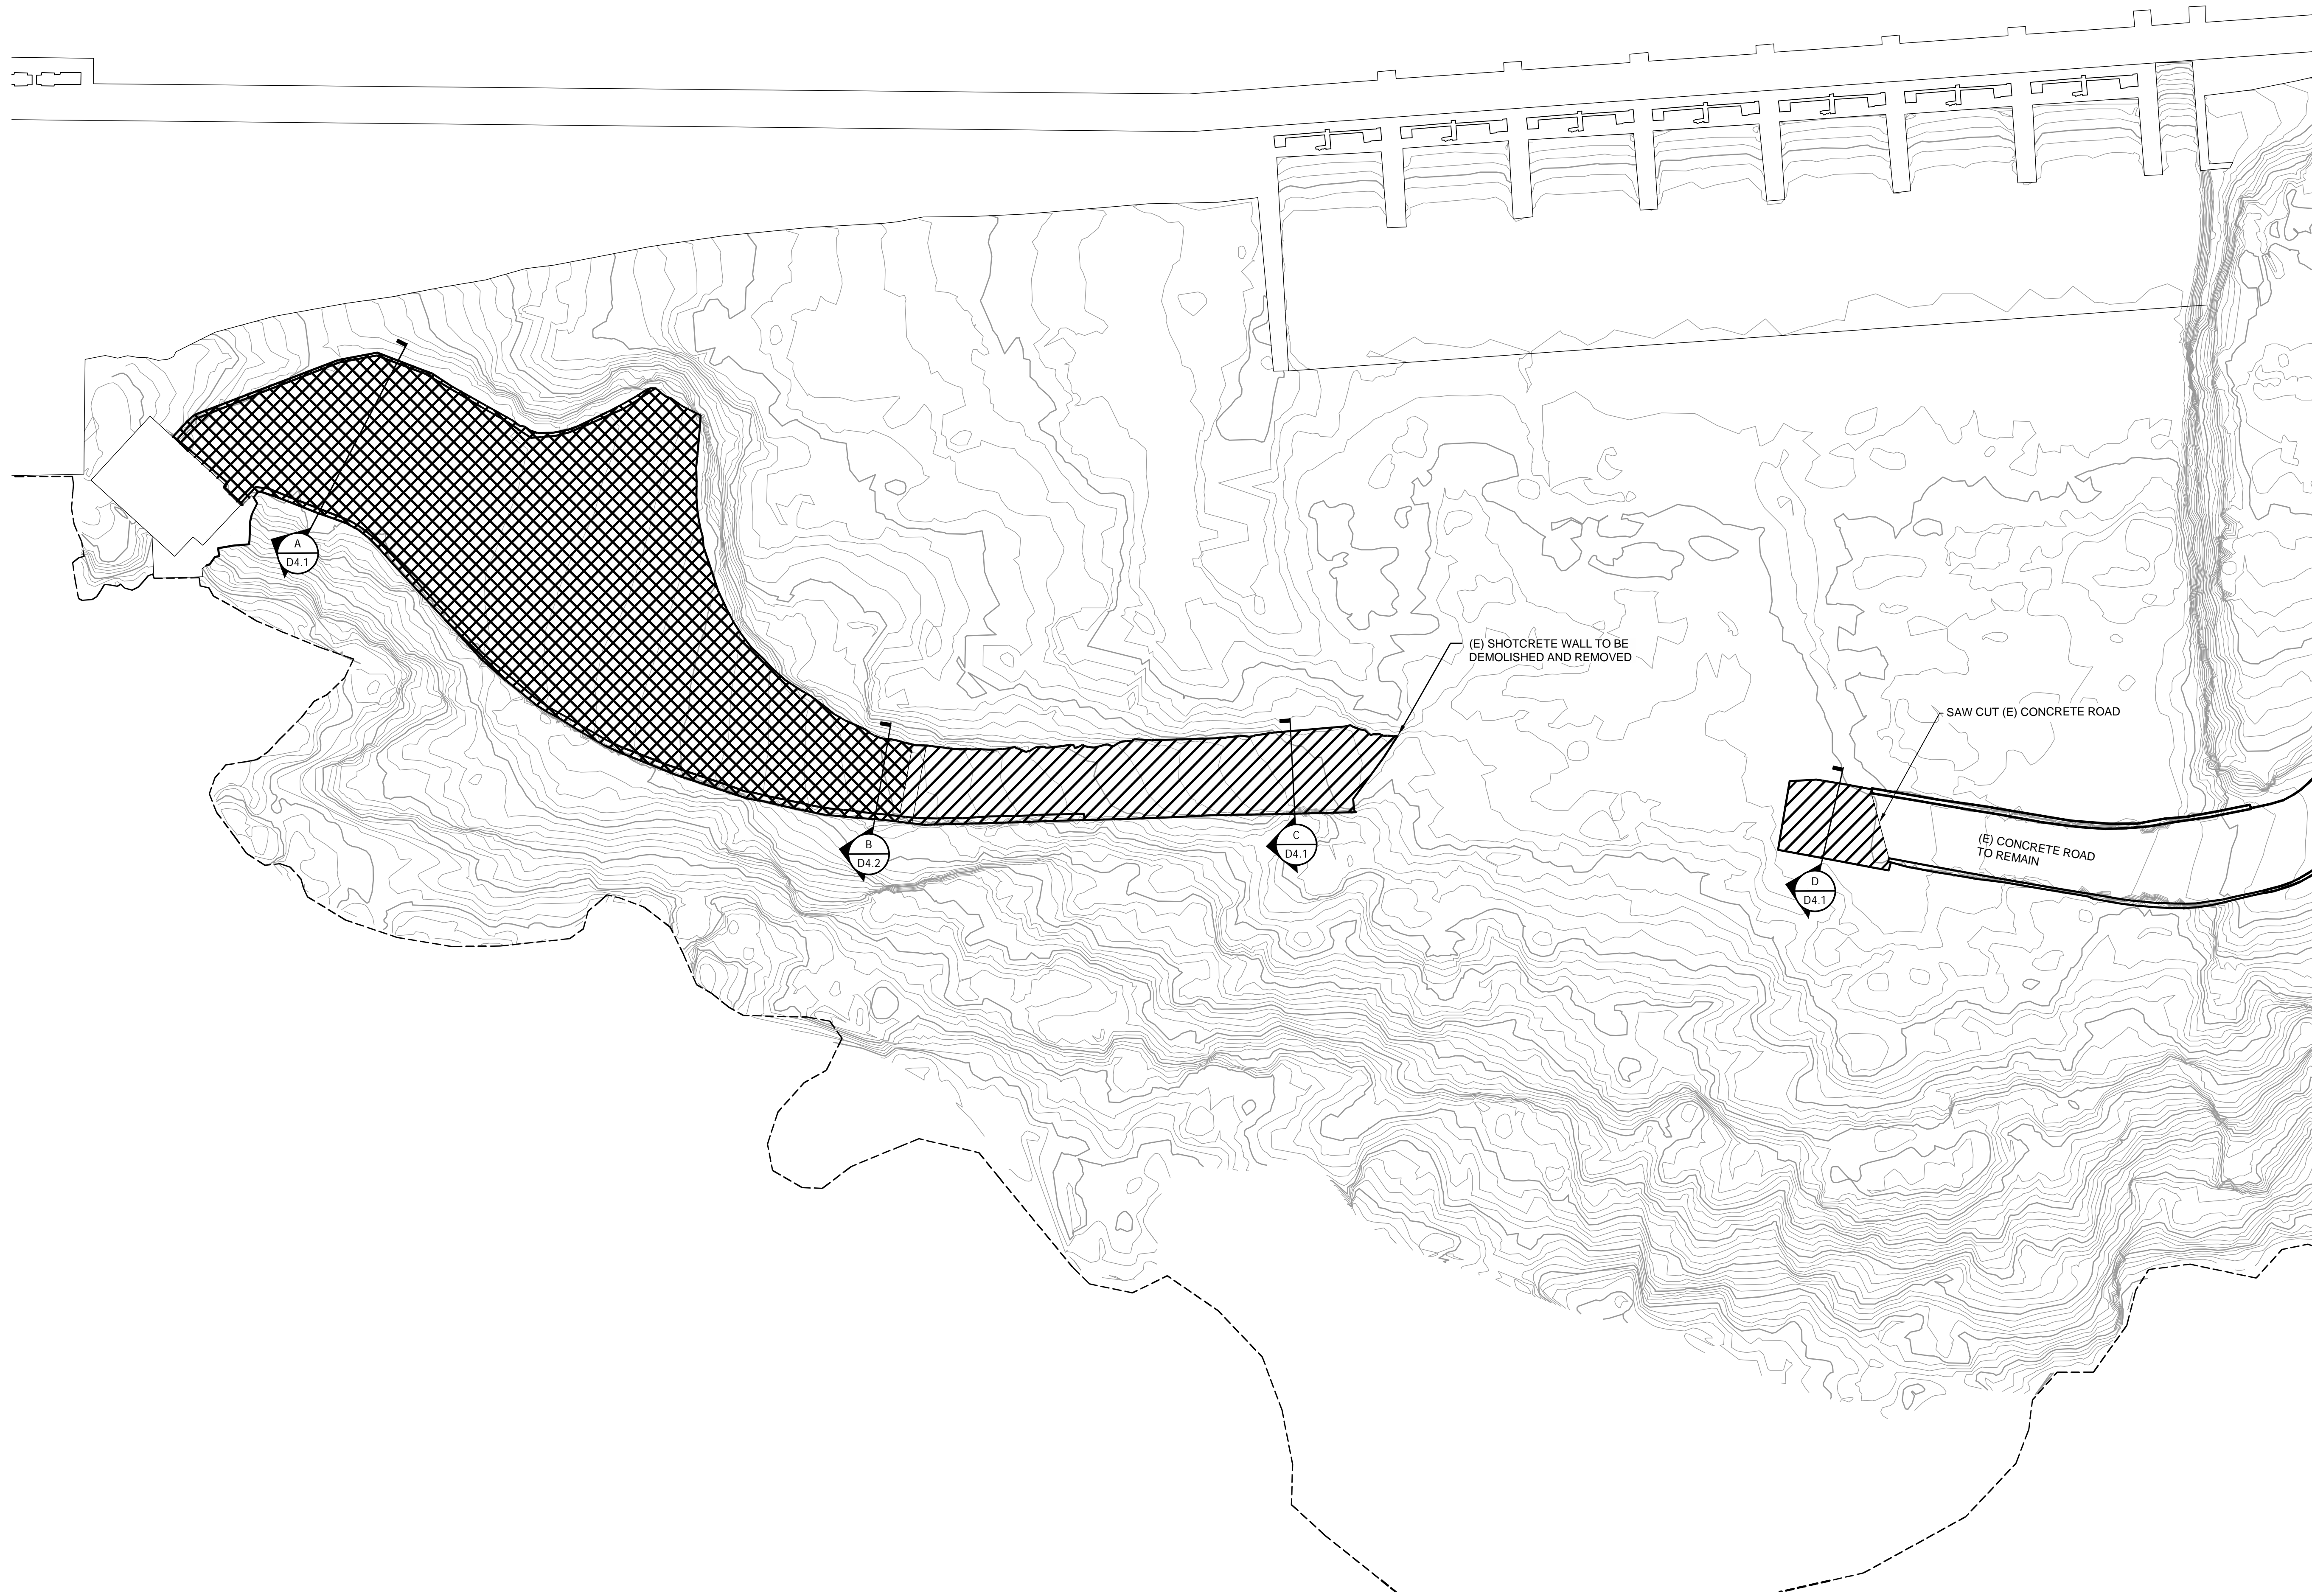 (E) SHOTCRETE WALL TO BE
DEMOLISHED AND REMOVED
SAW CUT (E) CONCRETE ROAD
(E) CONCRETE ROAD
TO REMAIN
A
D4.1
B
D4.2
C
D4.1
D
D4.1